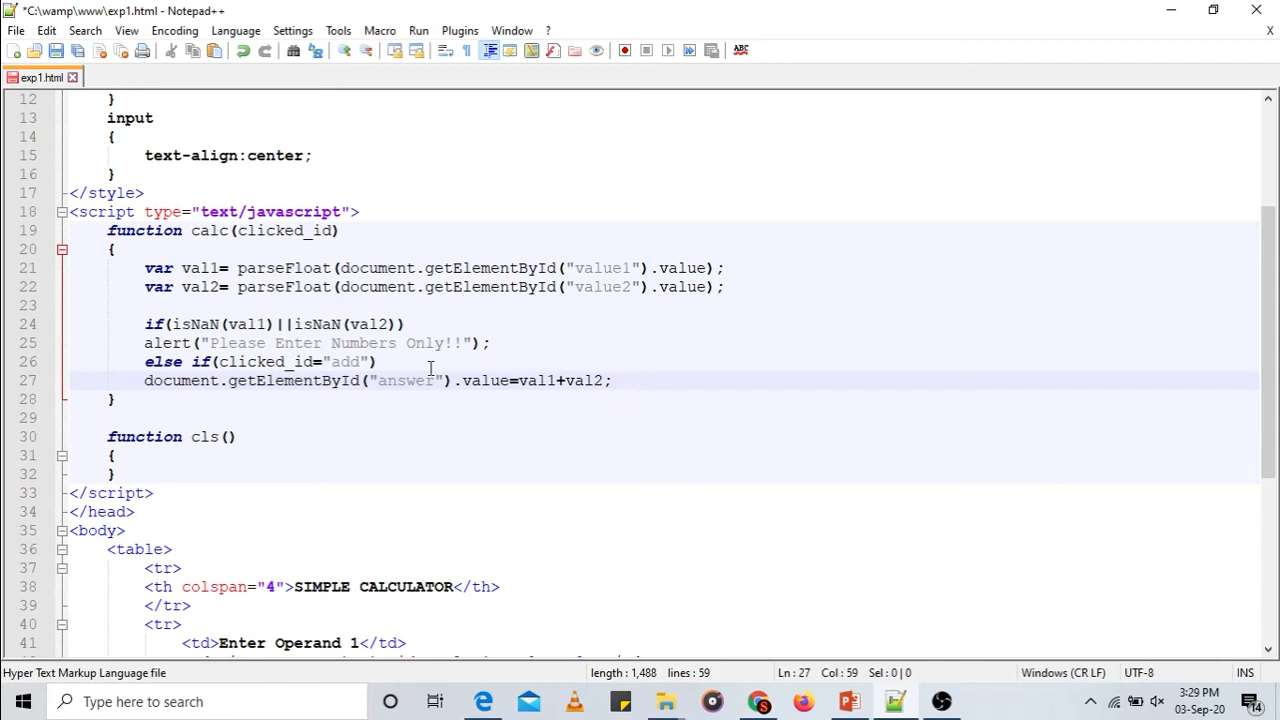 *C:\wamp\www\exp1.html - Notepad++
File Edit Search View Encoding Language Settings Tools Macro Run Plugins Window ? X
ABC
exp1.html
12 }
13 input
14 {
15 text-align:center;
16 }
17 </style>
18 <script type="text/javascript">
19 function calc(clicked_id)
20 {
21 var val1= parseFloat(document.getElementById("value1").value);
22 var val2= parseFloat(document.getElementById("value2").value);
23
24 if(isNaN(val1)||isNaN(val2))
25 alert("Please Enter Numbers Only!!");
26 else if(clicked_id="add")
27 document.getElementById("answer").value=val1+val2;
28 }
29
30 function cls()
31 {
32 }
33 </script>
34 </head>
35 <body>
36 <table>
37 <tr>
38 <th colspan="4">SIMPLE CALCULATOR</th>
39 </tr>
40 <tr>
41 <td>Enter Operand 1</td>
Hyper Text Markup Language file length : 1,488 lines : 59 Ln : 27 Col : 59 Sel : 0 | 0 Windows (CR LF) UTF-8 INS
Type here to search
3:29 PM
03-Sep-20
14